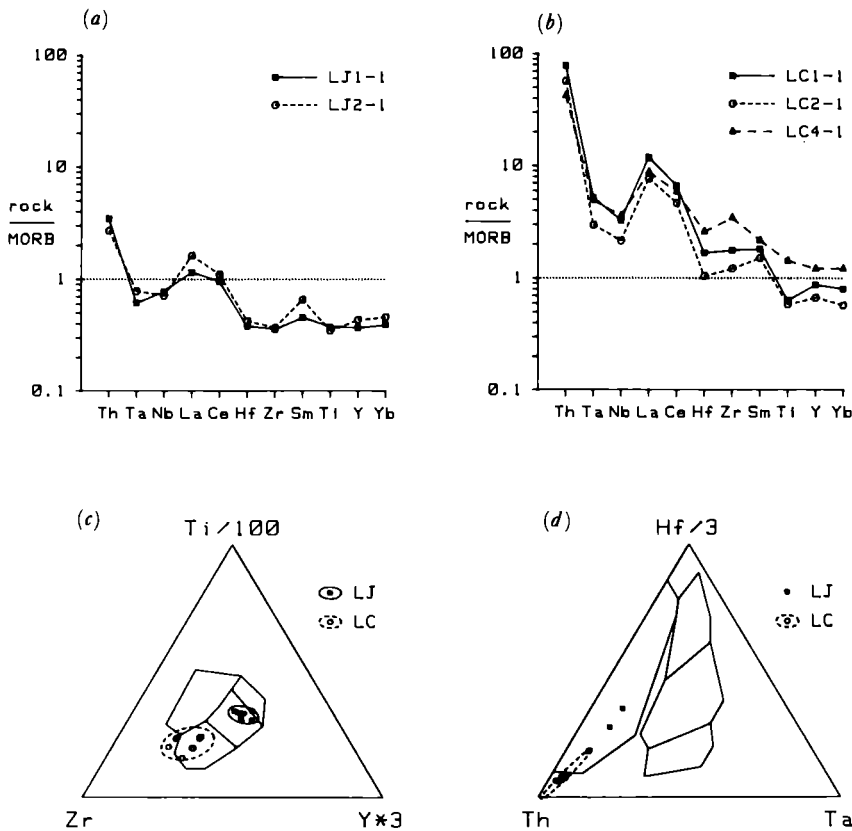 (a)
100
10
rock
MORB
1
0.1
LJ1-1
LJ2-1
Th Ta Nb La Ce Hf Zr Sm Ti Y Yb
(b)
100
10
rock
MORB
1
0.1
LC1-1
LC2-1
LC4-1
Th Ta Nb La Ce Hf Zr Sm Ti Y Yb
(c)
Ti/100
LJ
LC
Zr
Y*3
(d)
Hf/3
LJ
LC
Th
Ta